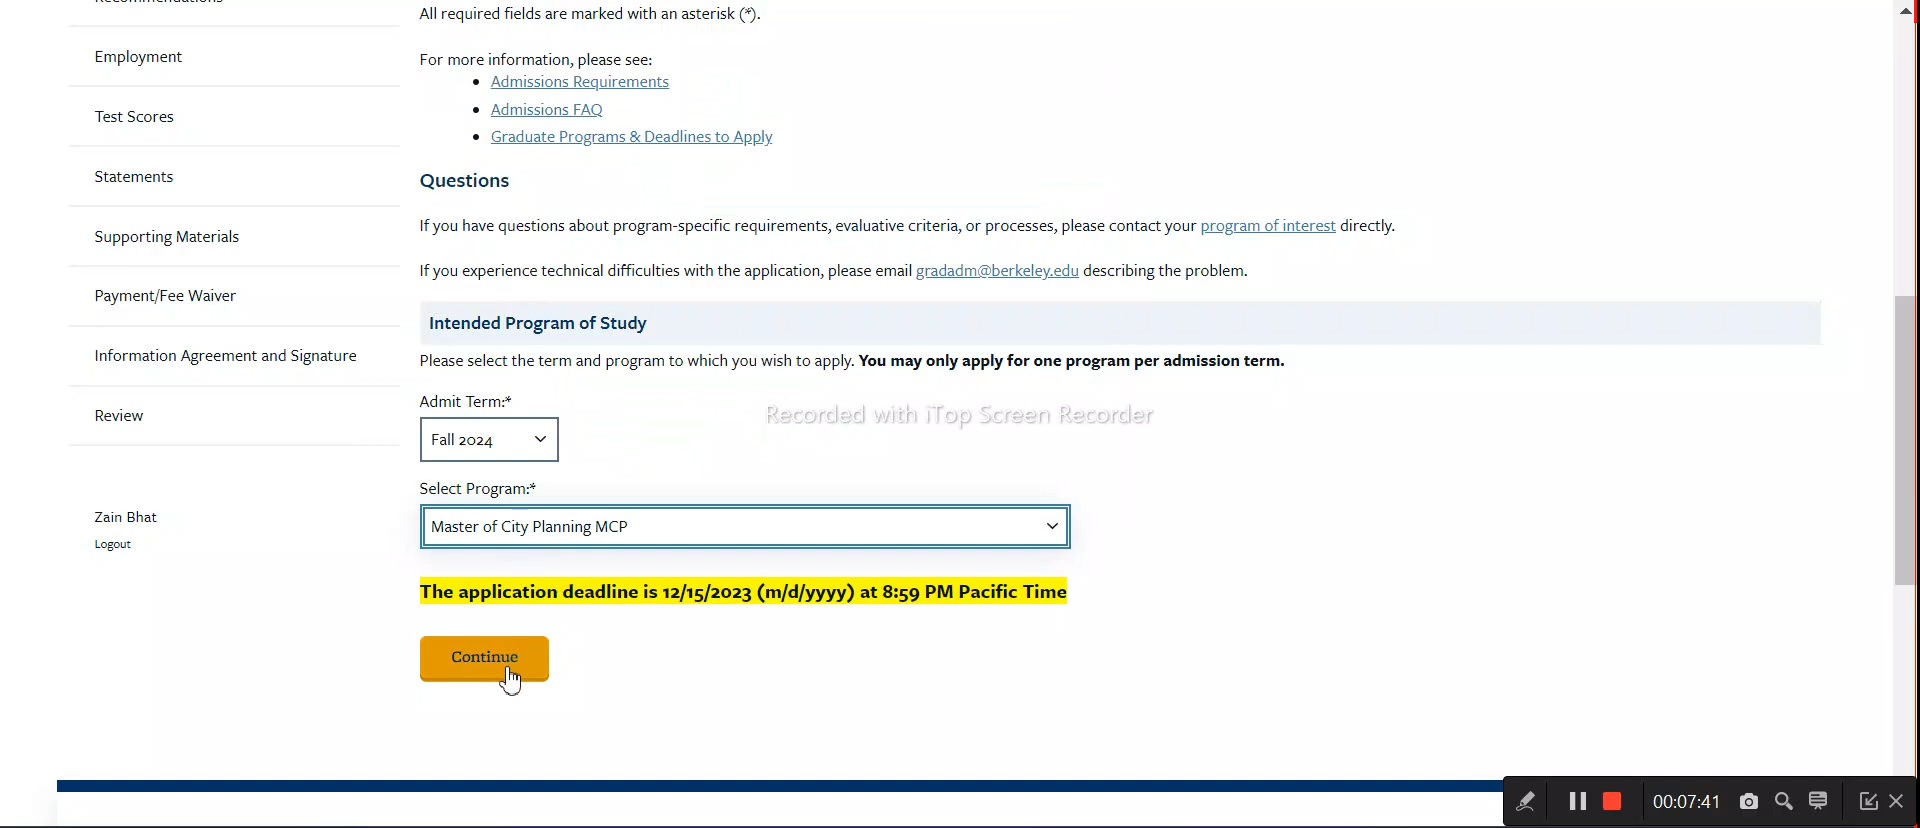 Recommendations
All required fields are marked with an asterisk (*).
Employment
For more information, please see:
Admissions Requirements
Admissions FAQ
Test Scores
Graduate Programs & Deadlines to Apply
Statements
Questions
If you have questions about program-specific requirements, evaluative criteria, or processes, please contact your program of interest directly.
Supporting Materials
If you experience technical difficulties with the application, please email gradadm@berkeley.edu describing the problem.
Payment/Fee Waiver
Intended Program of Study
Information Agreement and Signature
Please select the term and program to which you wish to apply. You may only apply for one program per admission term.
Admit Term:*
Review
Recorded with iTop Screen Recorder
Fall 2024
Select Program:*
Zain Bhat
Master of City Planning MCP
Logout
The application deadline is 12/15/2023 (m/d/yyyy) at 8:59 PM Pacific Time
Continue
00:07:41